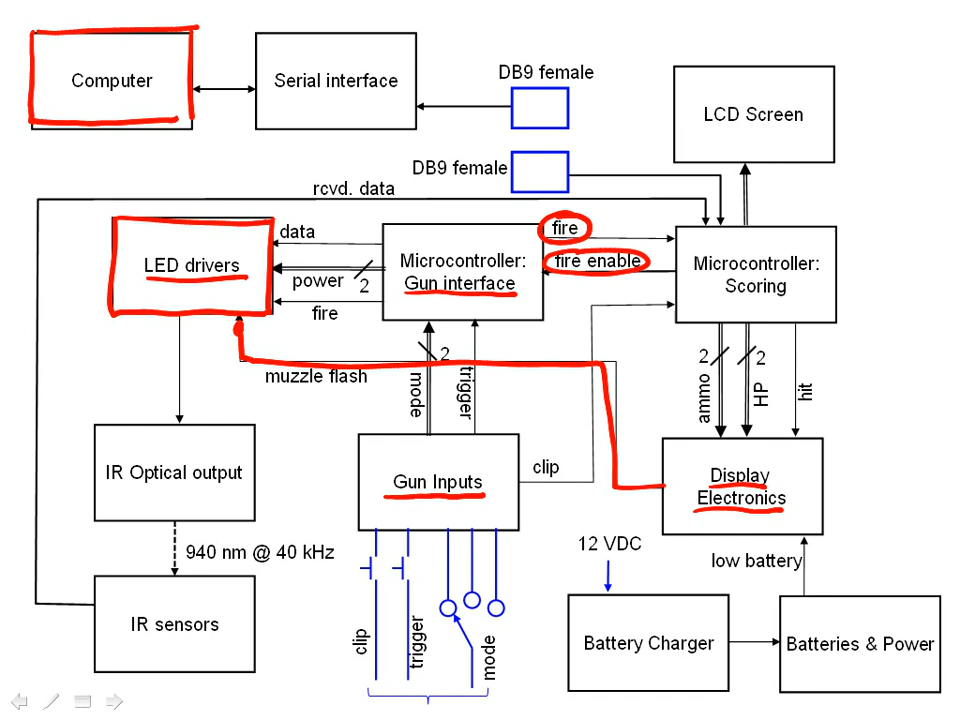 Computer
Serial interface
DB9 female
LCD Screen
DB9 female
rcvd. data
data
LED drivers
power
2
fire
Microcontroller:
Gun interface
fire
fire enable
Microcontroller:
Scoring
muzzle flash
2
mode
trigger
2
2
ammo
HP
hit
IR Optical output
Gun Inputs
clip
Display
Electronics
940 nm @ 40 kHz
12 VDC
low battery
IR sensors
clip
trigger
mode
Battery Charger
Batteries & Power